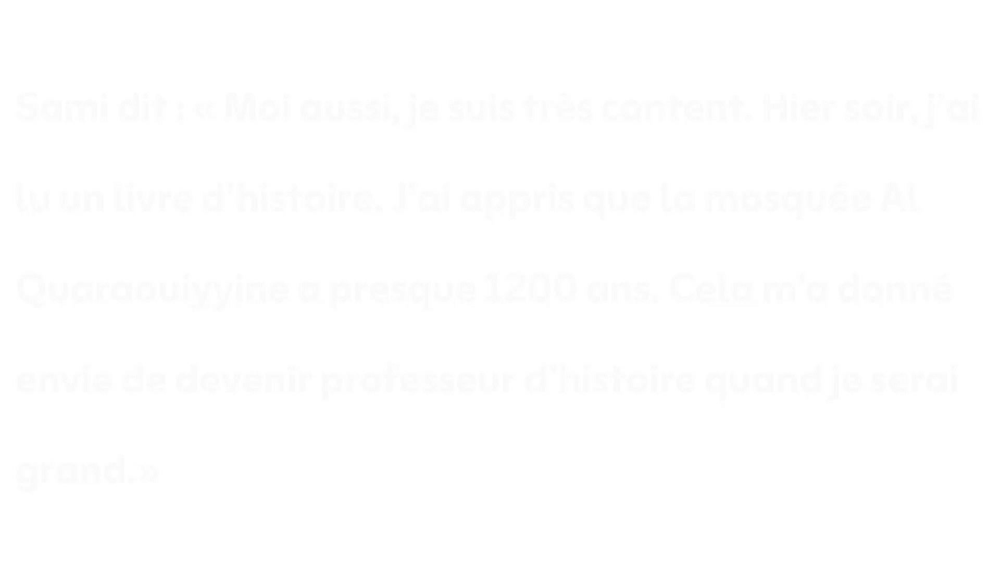 Sami dit : « Moi aussi, je suis très content. Hier soir, j'ai
lu un livre d'histoire. J'ai appris que la mosquée Al
Quaraouiyyine a presque 1200 ans. Cela m'a donné
envie de devenir professeur d'histoire quand je serai
grand.»